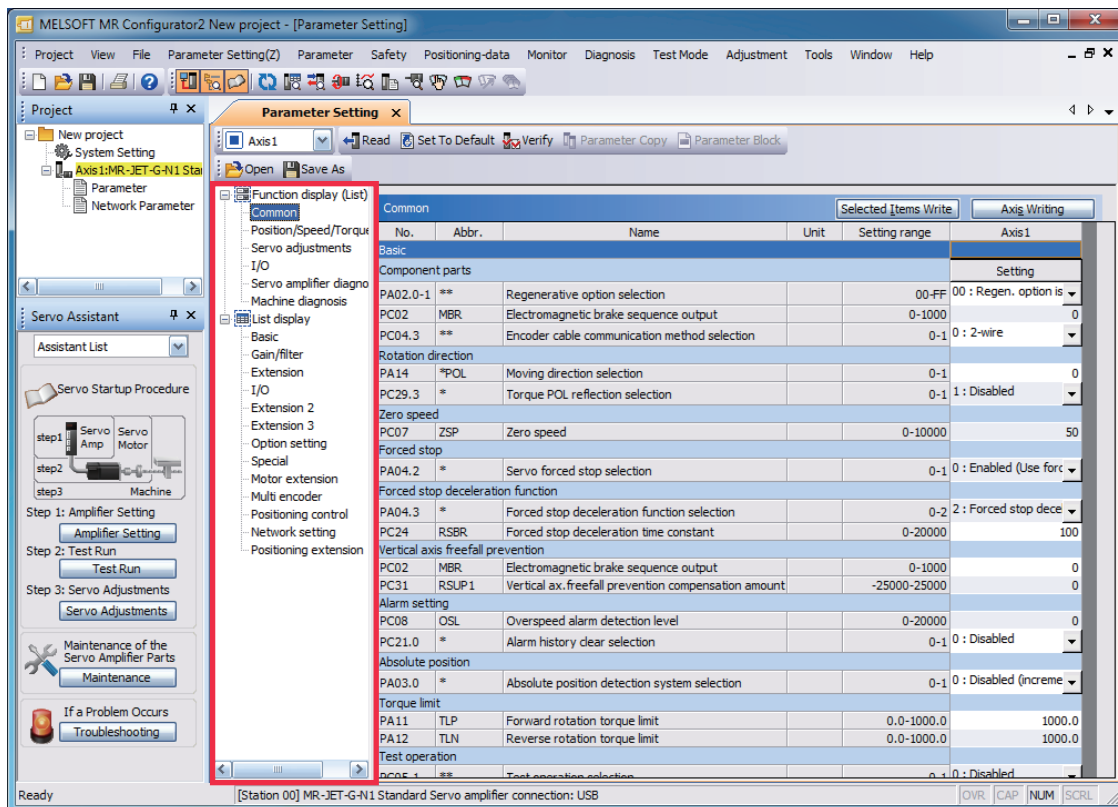 MELSOFT MR Configurator2 New project - [Parameter Setting]
Project View File Parameter Setting(Z) Parameter Safety Positioning-data Monitor Diagnosis Test Mode Adjustment Tools Window Help
Project
New project
System Setting
Axis1:MR-JET-G-N1 Sta
Parameter
Network Parameter
Servo Assistant
Assistant List
Servo Startup Procedure
step1 Servo Amp Servo Motor
step2
step3 Machine
Step 1: Amplifier Setting
Amplifier Setting
Step 2: Test Run
Test Run
Step 3: Servo Adjustments
Servo Adjustments
Maintenance of the
Servo Amplifier Parts
Maintenance
If a Problem Occurs
Troubleshooting
Parameter Setting
Axis1 Read Set To Default Verify Parameter Copy Parameter Block
Open Save As
Function display (List)
Common
Position/Speed/Torque
Servo adjustments
I/O
Servo amplifier diagno
Machine diagnosis
List display
Basic
Gain/filter
Extension
I/O
Extension 2
Extension 3
Option setting
Special
Motor extension
Multi encoder
Positioning control
Network setting
Positioning extension
Common Selected Items Write Axis Writing
No. Abbr. Name Unit Setting range Axis1
Basic
Component parts Setting
PA02.0-1 ** Regenerative option selection 00-FF 00 : Regen. option is
PC02 MBR Electromagnetic brake sequence output 0-1000 0
PC04.3 ** Encoder cable communication method selection 0-1 0 : 2-wire
Rotation direction
PA14 *POL Moving direction selection 0-1 0
PC29.3 * Torque POL reflection selection 0-1 1 : Disabled
Zero speed
PC07 ZSP Zero speed 0-10000 50
Forced stop
PA04.2 * Servo forced stop selection 0-1 0 : Enabled (Use forc
Forced stop deceleration function
PA04.3 * Forced stop deceleration function selection 0-2 2 : Forced stop dece
PC24 RSBR Forced stop deceleration time constant 0-20000 100
Vertical axis freefall prevention
PC02 MBR Electromagnetic brake sequence output 0-1000 0
PC31 RSUP1 Vertical ax.freefall prevention compensation amount -25000-25000 0
Alarm setting
PC08 OSL Overspeed alarm detection level 0-20000 0
PC21.0 * Alarm history clear selection 0-1 0 : Disabled
Absolute position
PA03.0 * Absolute position detection system selection 0-1 0 : Disabled (increme
Torque limit
PA11 TLP Forward rotation torque limit 0.0-1000.0 1000.0
PA12 TLN Reverse rotation torque limit 0.0-1000.0 1000.0
Test operation
PC05.1 ** Test operation selection 0-1 0 : Disabled
Ready [Station 00] MR-JET-G-N1 Standard Servo amplifier connection: USB OVR CAP NUM SCRL